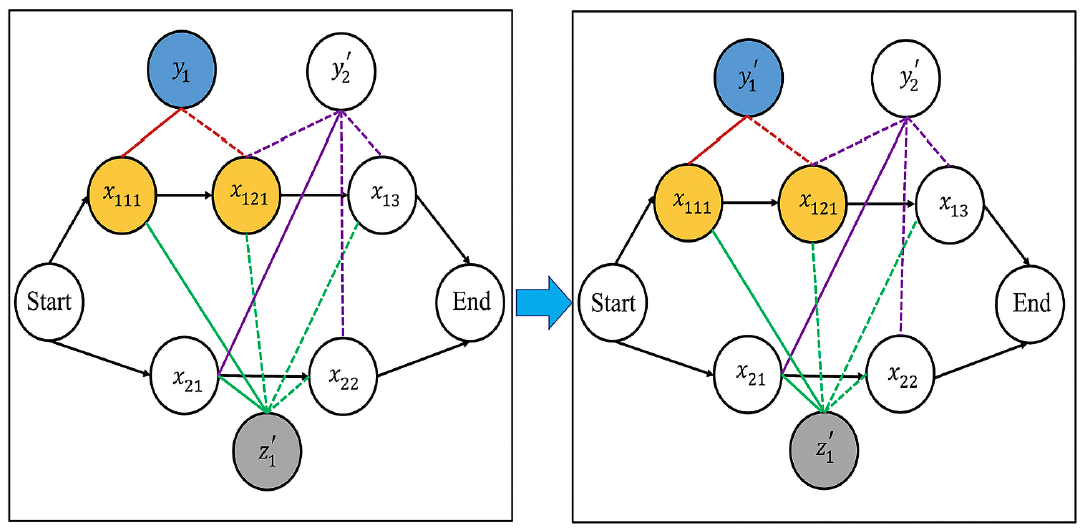 y₁ y₂′
x₁₁₁ x₁₂₁ x₁₃
Start End
x₂₁ x₂₂
z₁′
y₁′ y₂′
x₁₁₁ x₁₂₁ x₁₃
Start End
x₂₁ x₂₂
z₁′